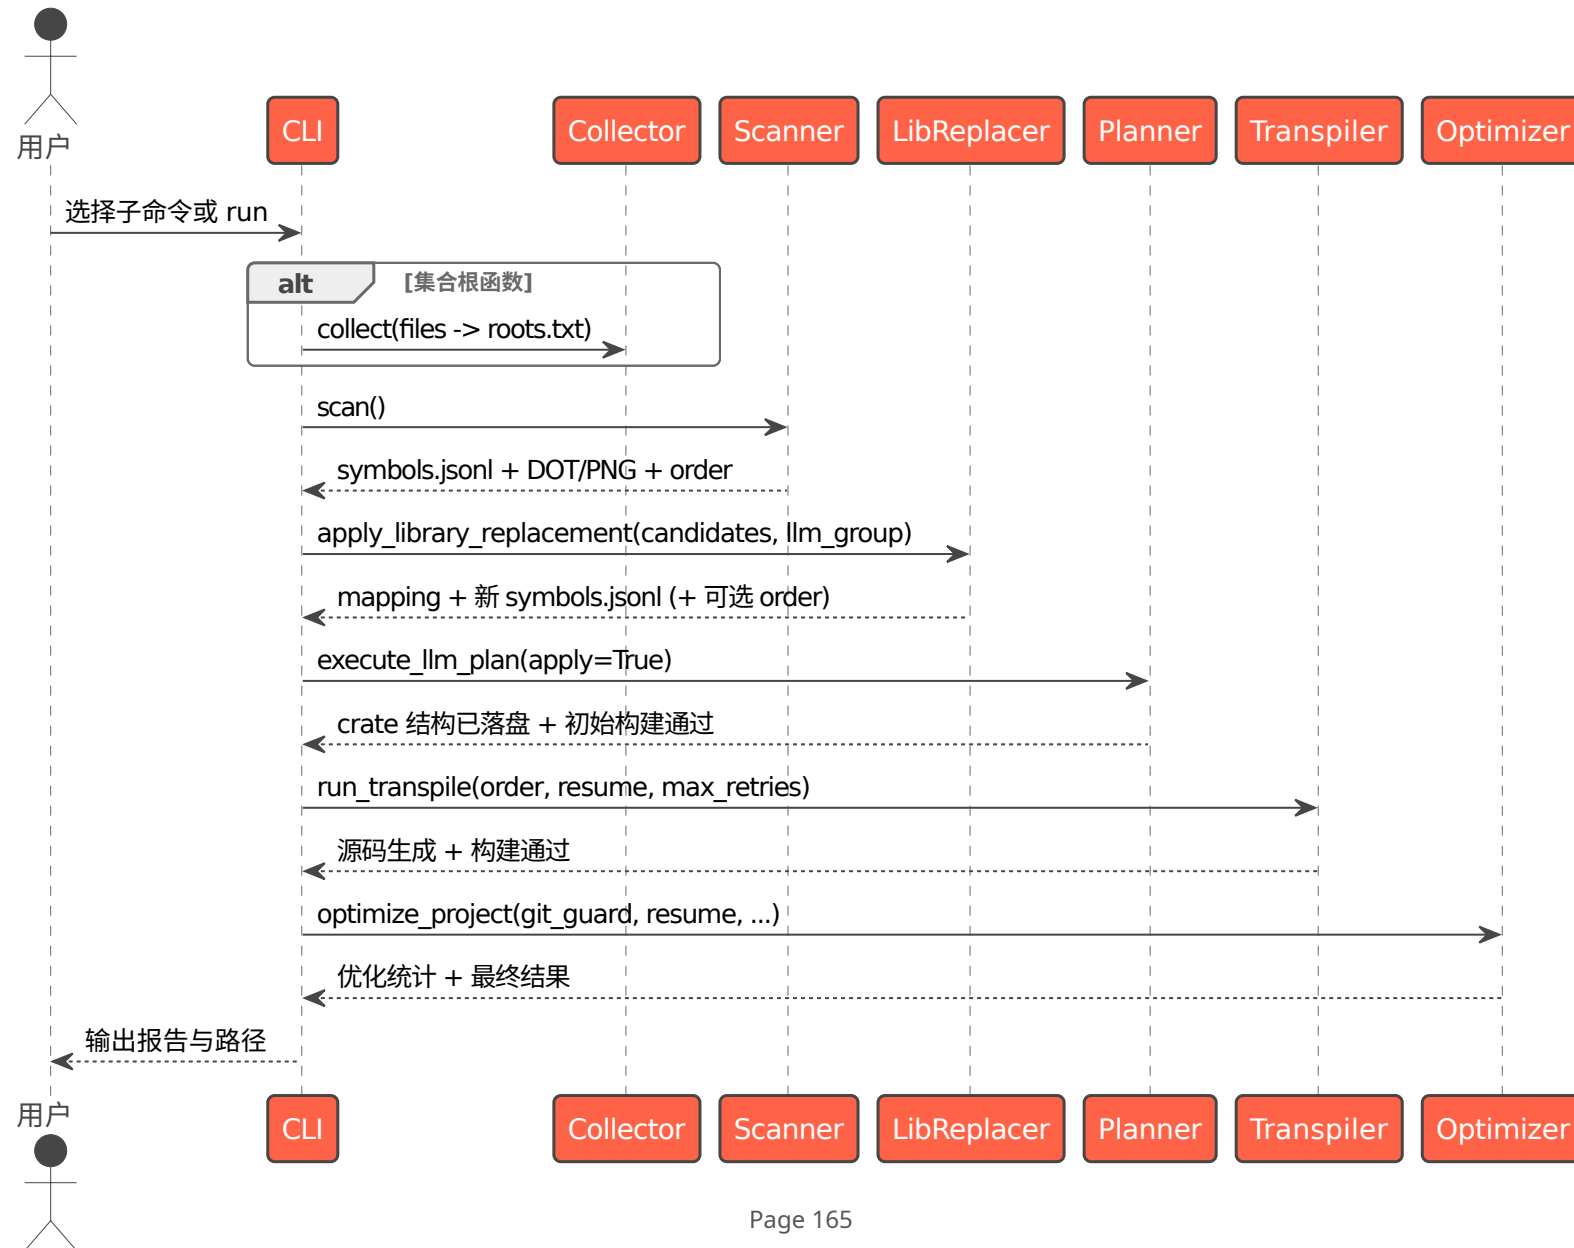 用户
CLI
Collector
Scanner
LibReplacer
Planner
Transpiler
Optimizer
选择子命令或 run
alt
[集合根函数]
collect(files -> roots.txt)
scan()
symbols.jsonl + DOT/PNG + order
apply_library_replacement(candidates, llm_group)
mapping + 新 symbols.jsonl (+ 可选 order)
execute_llm_plan(apply=True)
crate 结构已落盘 + 初始构建通过
run_transpile(order, resume, max_retries)
源码生成 + 构建通过
optimize_project(git_guard, resume, ...)
优化统计 + 最终结果
输出报告与路径
用户
CLI
Collector
Scanner
LibReplacer
Planner
Transpiler
Optimizer
Page 165